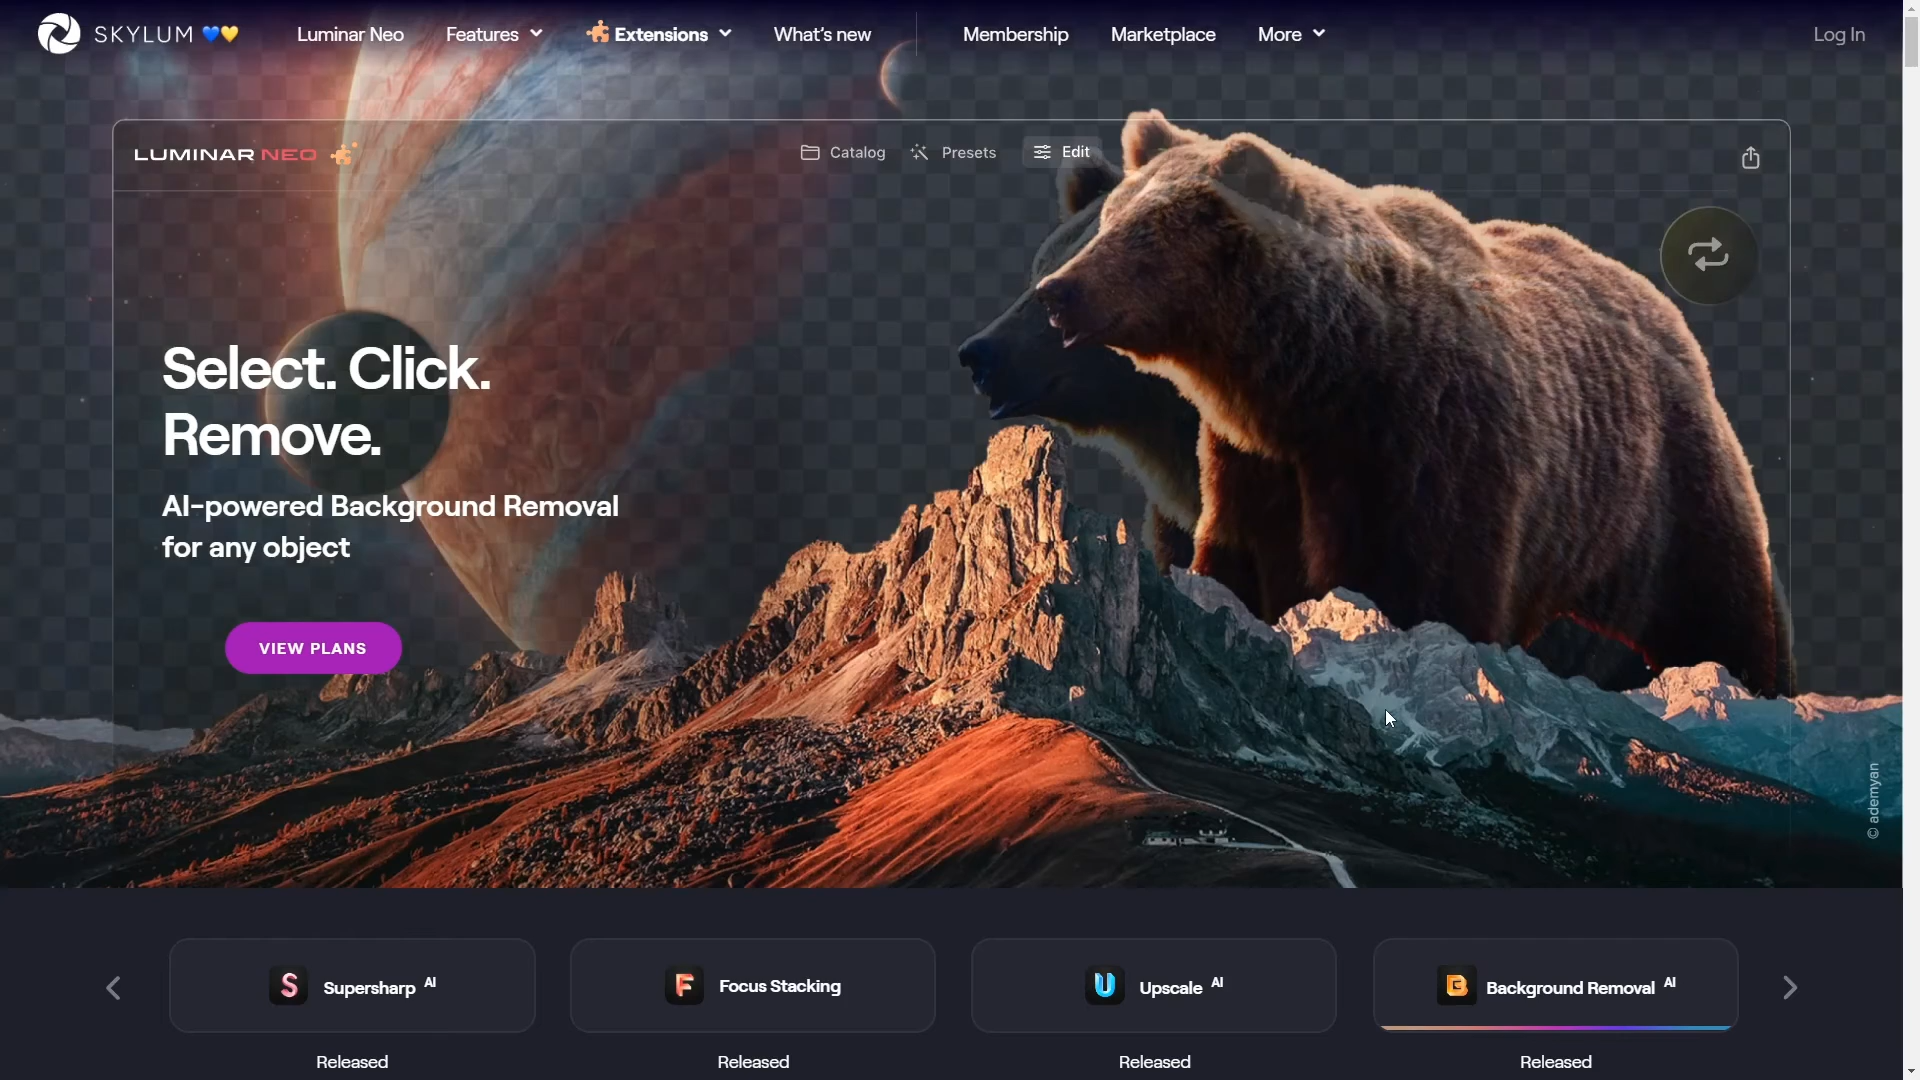 SKYLUM
Luminar Neo
Features
Extensions
What's new
Membership
Marketplace
More
Log In
LUMINAR NEO
Catalog
Presets
Edit
Select. Click.
Remove.
AI-powered Background Removal
for any object
VIEW PLANS
© ademyan
S Supersharp AI
F Focus Stacking
U Upscale AI
B Background Removal AI
Released
Released
Released
Released